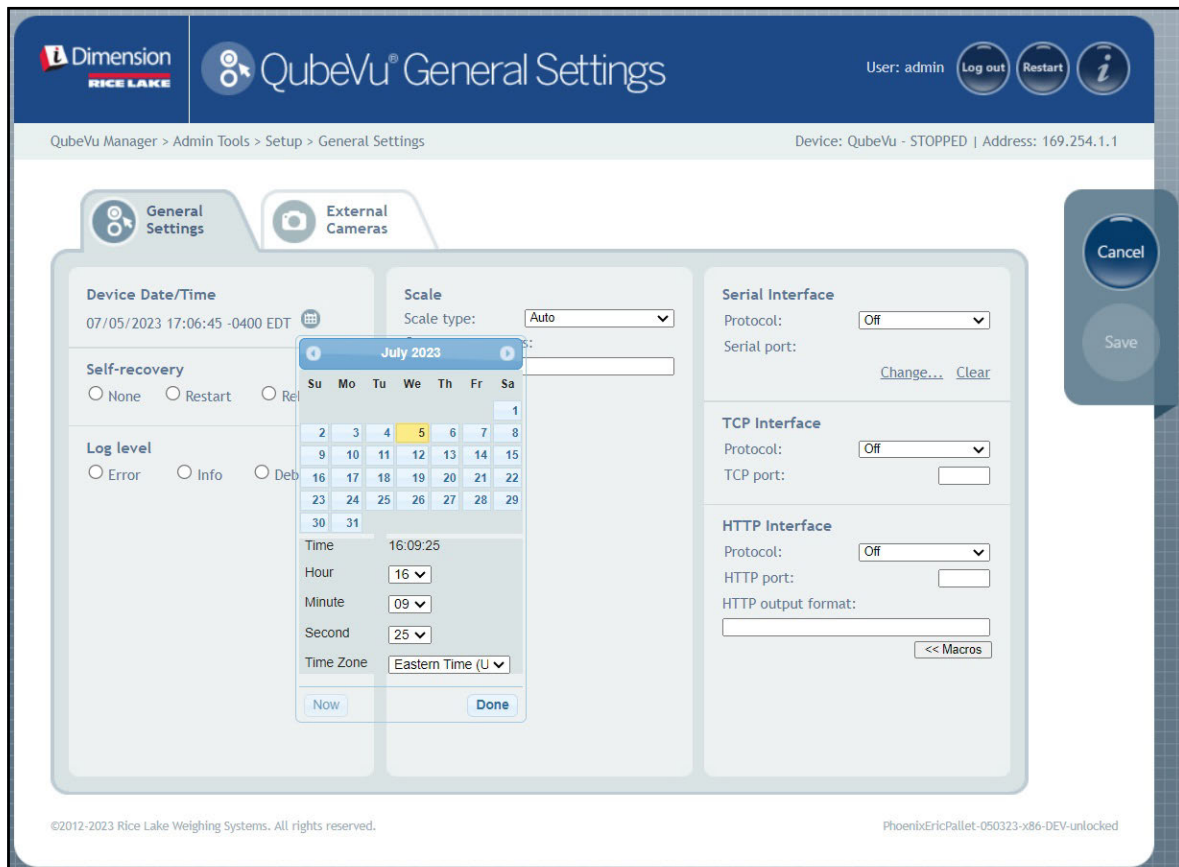 iDimension
RICE LAKE
QubeVu® General Settings
User: admin
Log out
Restart
i
QubeVu Manager > Admin Tools > Setup > General Settings
Device: QubeVu - STOPPED | Address: 169.254.1.1
General
Settings
External
Cameras
Cancel
Save
Device Date/Time
07/05/2023 17:06:45 -0400 EDT
Self-recovery
None Restart
Log level
Error Info
Scale
Scale type: Auto
July 2023
Su Mo Tu We Th Fr Sa
1
2 3 4 5 6 7 8
9 10 11 12 13 14 15
16 17 18 19 20 21 22
23 24 25 26 27 28 29
30 31
Time 16:09:25
Hour 16
Minute 09
Second 25
Time Zone Eastern Time (U
Now Done
Serial Interface
Protocol: Off
Serial port:
Change... Clear
TCP Interface
Protocol: Off
TCP port:
HTTP Interface
Protocol: Off
HTTP port:
HTTP output format:
<< Macros
©2012-2023 Rice Lake Weighing Systems. All rights reserved.
PhoenixEricPallet-050323-x86-DEV-unlocked